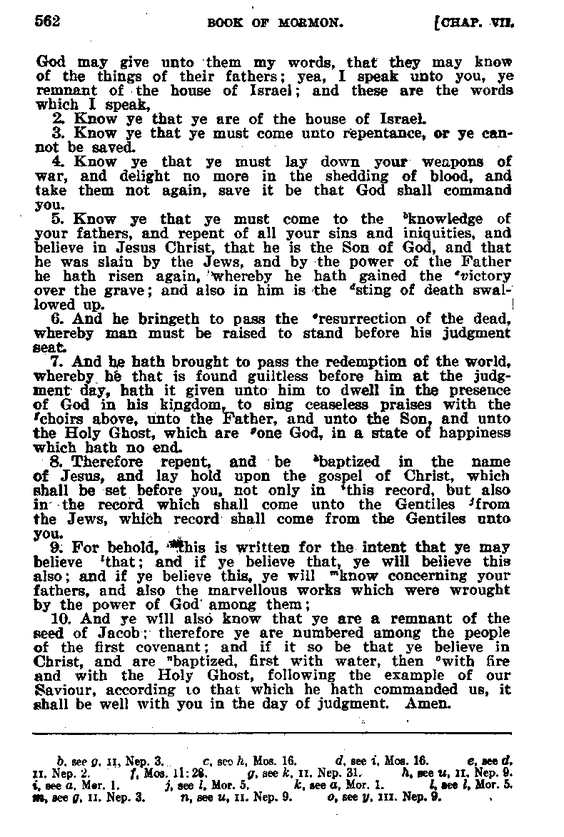 562 BOOK OF MORMON. [CHAP. VII.
God may give unto them my words, that they may know
of the things of their fathers; yea, I speak unto you, ye
remnant of the house of Israel; and these are the words
which I speak,
2. Know ye that ye are of the house of Israel.
3. Know ye that ye must come unto repentance, or ye can-
not be saved.
4. Know ye that ye must lay down your weapons of
war, and delight no more in the shedding of blood, and
take them not again, save it be that God shall command
you.
5. Know ye that ye must come to the bknowledge of
your fathers, and repent of all your sins and iniquities, and
believe in Jesus Christ, that he is the Son of God, and that
he was slain by the Jews, and by the power of the Father
he hath risen again, whereby he hath gained the cvictory
over the grave; and also in him is the dsting of death swal-
lowed up.
6. And he bringeth to pass the eresurrection of the dead,
whereby man must be raised to stand before his judgment
seat.
7. And he hath brought to pass the redemption of the world,
whereby he that is found guiltless before him at the judg-
ment day, hath it given unto him to dwell in the presence
of God in his kingdom, to sing ceaseless praises with the
fchoirs above, unto the Father, and unto the Son, and unto
the Holy Ghost, which are gone God, in a state of happiness
which hath no end.
8. Therefore repent, and be hbaptized in the name
of Jesus, and lay hold upon the gospel of Christ, which
shall be set before you, not only in ithis record, but also
in the record which shall come unto the Gentiles jfrom
the Jews, which record shall come from the Gentiles unto
you.
9. For behold, this is written for the intent that ye may
believe lthat; and if ye believe that, ye will believe this
also; and if ye believe this, ye will mknow concerning your
fathers, and also the marvellous works which were wrought
by the power of God among them;
10. And ye will also know that ye are a remnant of the
seed of Jacob; therefore ye are numbered among the people
of the first covenant; and if it so be that ye believe in
Christ, and are nbaptized, first with water, then owith fire
and with the Holy Ghost, following the example of our
Saviour, according to that which he hath commanded us, it
shall be well with you in the day of judgment. Amen.
b, see g, II, Nep. 3. c, see h, Mos. 16. d, see i, Mos. 16. e, see d,
II. Nep. 2. f, Mos. 11:28. g, see k, II. Nep. 31. h, see u, II. Nep. 9.
i, see a, Mor. 1. j, see l, Mor. 5. k, see a, Mor. 1. l, see l, Mor. 5.
m, see g, II. Nep. 3. n, see u, II. Nep. 9. o, see y, III. Nep. 9.